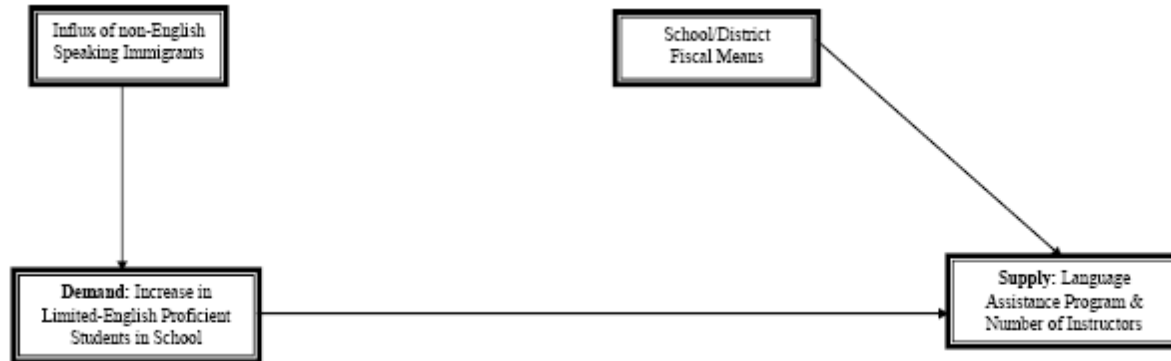 Influx of non-English
Speaking Immigrants
School/District
Fiscal Means
Demand: Increase in
Limited-English Proficient
Students in School
Supply: Language
Assistance Program &
Number of Instructors